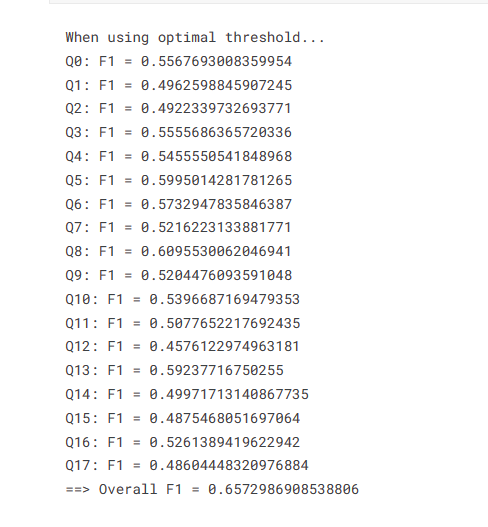 When using optimal threshold...
Q0: F1 = 0.5567693008359954
Q1: F1 = 0.4962598845907245
Q2: F1 = 0.4922339732693771
Q3: F1 = 0.5555686365720336
Q4: F1 = 0.5455550541848968
Q5: F1 = 0.5995014281781265
Q6: F1 = 0.5732947835846387
Q7: F1 = 0.5216223133881771
Q8: F1 = 0.6095530062046941
Q9: F1 = 0.5204476093591048
Q10: F1 = 0.5396687169479353
Q11: F1 = 0.5077652217692435
Q12: F1 = 0.4576122974963181
Q13: F1 = 0.59237716750255
Q14: F1 = 0.49971713140867735
Q15: F1 = 0.4875468051697064
Q16: F1 = 0.5261389419622942
Q17: F1 = 0.48604448320976884
==> Overall F1 = 0.6572986908538806